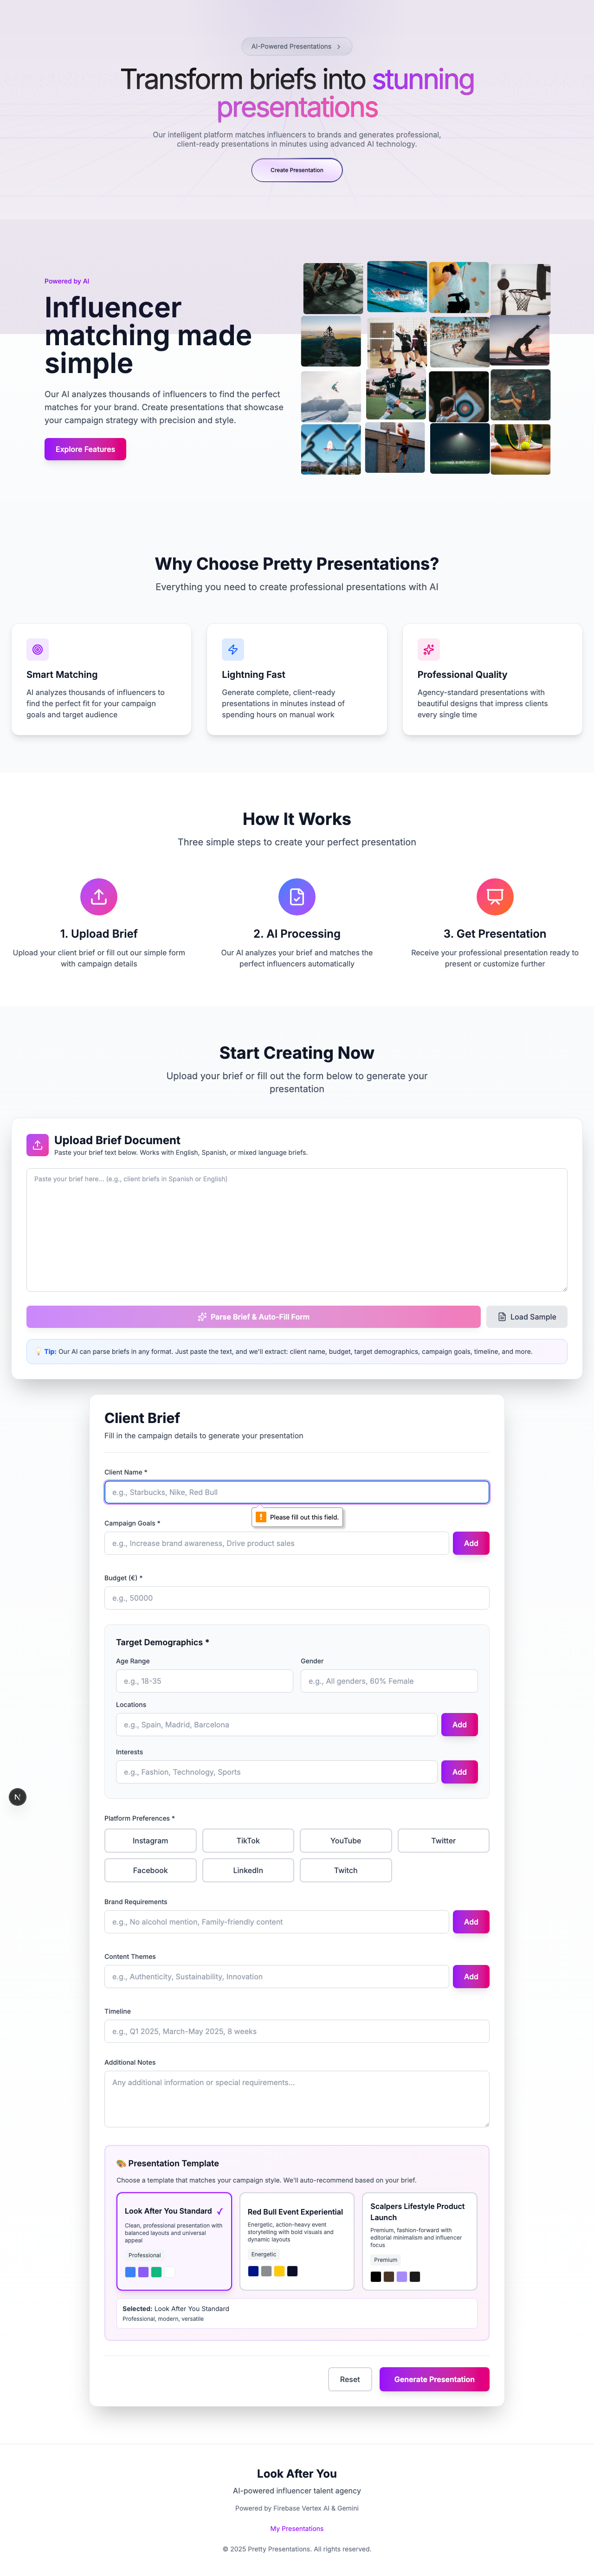 AI-Powered Presentations
Transform briefs into stunning
presentations
Our intelligent platform matches influencers to brands and generates professional,
client-ready presentations in minutes using advanced AI technology.
Create Presentation
Powered by AI
Influencer
matching made
simple
Our AI analyzes thousands of influencers to find the perfect
matches for your brand. Create presentations that showcase
your campaign strategy with precision and style.
Explore Features
Why Choose Pretty Presentations?
Everything you need to create professional presentations with AI
Smart Matching
AI analyzes thousands of influencers to
find the perfect fit for your campaign
goals and target audience
Lightning Fast
Generate complete, client-ready
presentations in minutes instead of
spending hours on manual work
Professional Quality
Agency-standard presentations with
beautiful designs that impress clients
every single time
How It Works
Three simple steps to create your perfect presentation
1. Upload Brief
Upload your client brief or fill out our simple form
with campaign details
2. AI Processing
Our AI analyzes your brief and matches the
perfect influencers automatically
3. Get Presentation
Receive your professional presentation ready to
present or customize further
Start Creating Now
Upload your brief or fill out the form below to generate your
presentation
Upload Brief Document
Paste your brief text below. Works with English, Spanish, or mixed language briefs.
Paste your brief here... (e.g., client briefs in Spanish or English)
Parse Brief & Auto-Fill Form
Load Sample
💡 Tip: Our AI can parse briefs in any format. Just paste the text, and we'll extract: client name, budget, target demographics, campaign goals, timeline, and more.
Client Brief
Fill in the campaign details to generate your presentation
Client Name *
e.g., Starbucks, Nike, Red Bull
Please fill out this field.
Campaign Goals *
e.g., Increase brand awareness, Drive product sales
Add
Budget (€) *
e.g., 50000
Target Demographics *
Age Range
Gender
e.g., 18-35
e.g., All genders, 60% Female
Locations
e.g., Spain, Madrid, Barcelona
Add
Interests
e.g., Fashion, Technology, Sports
Add
N
Platform Preferences *
Instagram
TikTok
YouTube
Twitter
Facebook
LinkedIn
Twitch
Brand Requirements
e.g., No alcohol mention, Family-friendly content
Add
Content Themes
e.g., Authenticity, Sustainability, Innovation
Add
Timeline
e.g., Q1 2025, March-May 2025, 8 weeks
Additional Notes
Any additional information or special requirements...
🎨 Presentation Template
Choose a template that matches your campaign style. We'll auto-recommend based on your brief.
Look After You Standard ✓
Clean, professional presentation with
balanced layouts and universal
appeal
Professional
Red Bull Event Experiential
Energetic, action-heavy event
storytelling with bold visuals and
dynamic layouts
Energetic
Scalpers Lifestyle Product
Launch
Premium, fashion-forward with
editorial minimalism and influencer
focus
Premium
Selected: Look After You Standard
Professional, modern, versatile
Reset
Generate Presentation
Look After You
AI-powered influencer talent agency
Powered by Firebase Vertex AI & Gemini
My Presentations
© 2025 Pretty Presentations. All rights reserved.